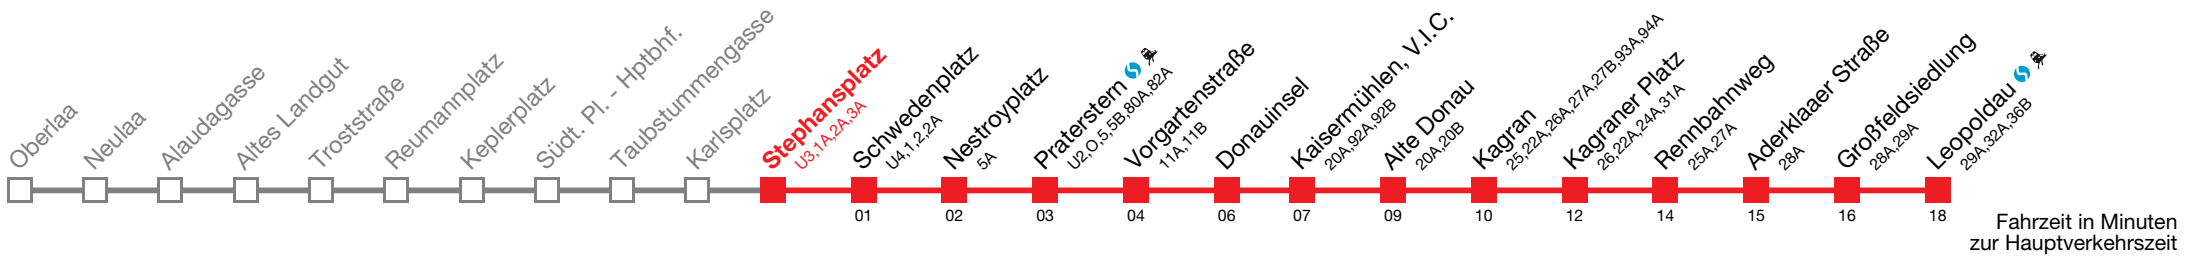 Oberlaa
Neulaa
Alaudagasse
Altes Landgut
Troststraße
Reumannplatz
Keplerplatz
Südt. Pl. - Hptbhf.
Taubstummengasse
Karlsplatz
Stephansplatz
U3,1A,2A,3A
Schwedenplatz
U4,1,2,2A
Nestroyplatz
5A
Praterstern
U2,O,5,5B,80A,82A
Vorgartenstraße
11A,11B
Donauinsel
Kaisermühlen, V.I.C.
20A,92A,92B
Alte Donau
20A,20B
Kagran
25,22A,26A,27A,27B,93A,94A
Kagraner Platz
26,22A,24A,31A
Rennbahnweg
25A,27A
Aderklaaer Straße
28A
Großfeldsiedlung
28A,29A
Leopoldau
29A,32A,36B
01
02
03
04
06
07
09
10
12
14
15
16
18
Fahrzeit in Minuten
zur Hauptverkehrszeit